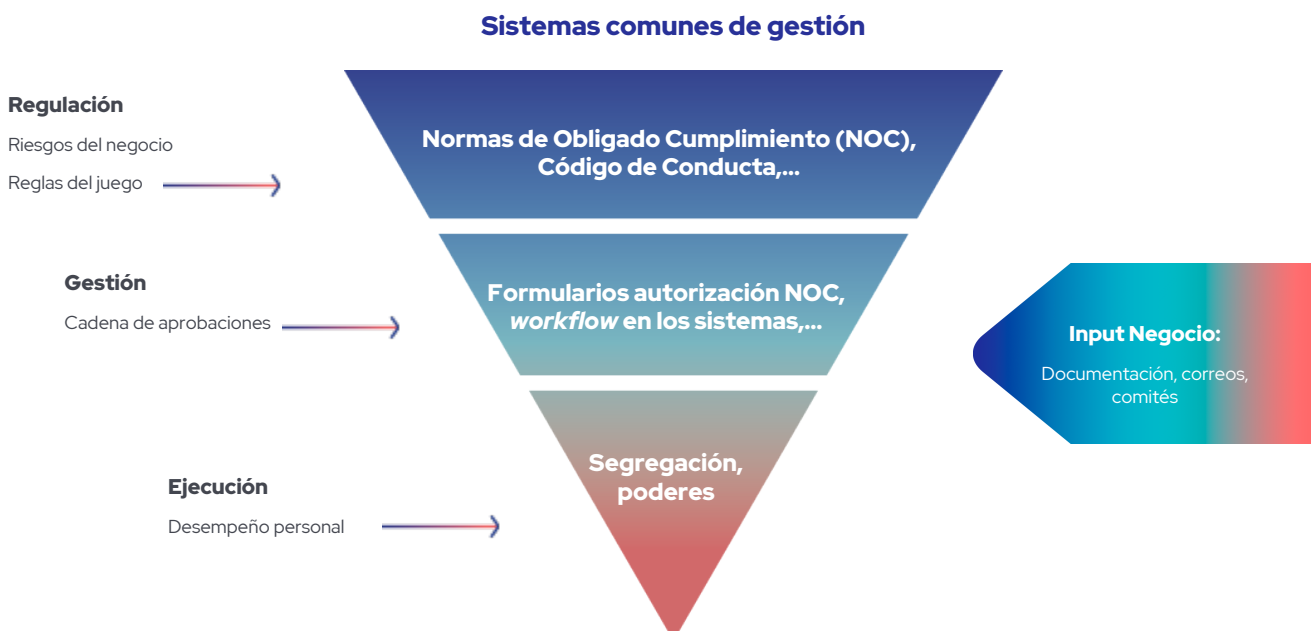 Sistemas comunes de gestión
Regulación
Riesgos del negocio
Reglas del juego
Normas de Obligado Cumplimiento (NOC),
Código de Conducta,...
Gestión
Cadena de aprobaciones
Formularios autorización NOC,
workflow en los sistemas,...
Input Negocio:
Documentación, correos,
comités
Ejecución
Desempeño personal
Segregación,
poderes